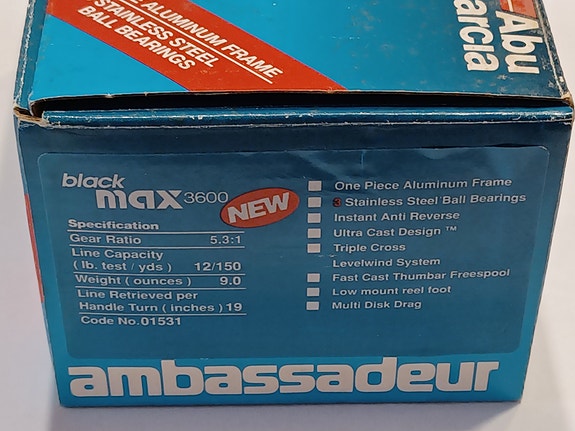 E ALUMINUM FRAME
STAINLESS STEEL
BALL BEARINGS
Abu
arcia
black
max 3600
NEW
Specification
Gear Ratio 5.3:1
Line Capacity
( lb. test / yds ) 12/150
Weight ( ounces ) 9.0
Line Retrieved per
Handle Turn ( inches ) 19
Code No. 01531
One Piece Aluminum Frame
3 Stainless Steel Ball Bearings
Instant Anti Reverse
Ultra Cast Design ™
Triple Cross
Levelwind System
Fast Cast Thumbar Freespool
Low mount reel foot
Multi Disk Drag
ambassadeur